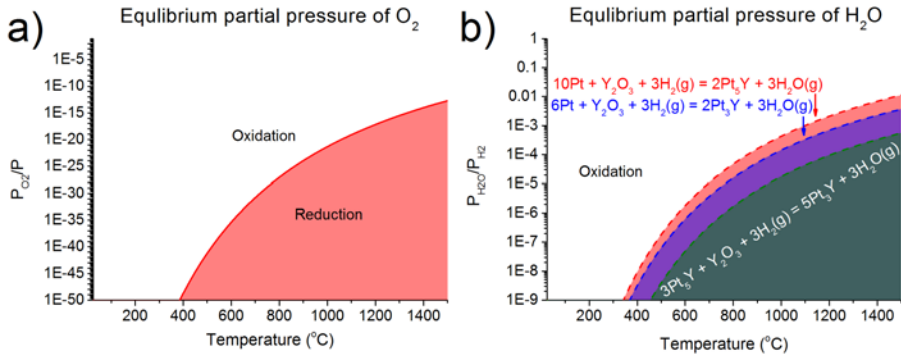 a)
Equlibrium partial pressure of O₂
1E-5
1E-10
1E-15
1E-20
1E-25
1E-30
1E-35
1E-40
1E-45
1E-50
P_O2/P
Oxidation
Reduction
200 400 600 800 1000 1200 1400
Temperature (°C)
b)
Equlibrium partial pressure of H₂O
1
0.1
0.01
1E-3
1E-4
1E-5
1E-6
1E-7
1E-8
1E-9
P_H2O/P_H2
10Pt + Y₂O₃ + 3H₂(g) = 2Pt₅Y + 3H₂O(g)
6Pt + Y₂O₃ + 3H₂(g) = 2Pt₃Y + 3H₂O(g)
Oxidation
3Pt₅Y + Y₂O₃ + 3H₂(g) = 5Pt₃Y + 3H₂O(g)
200 400 600 800 1000 1200 1400
Temperature (°C)